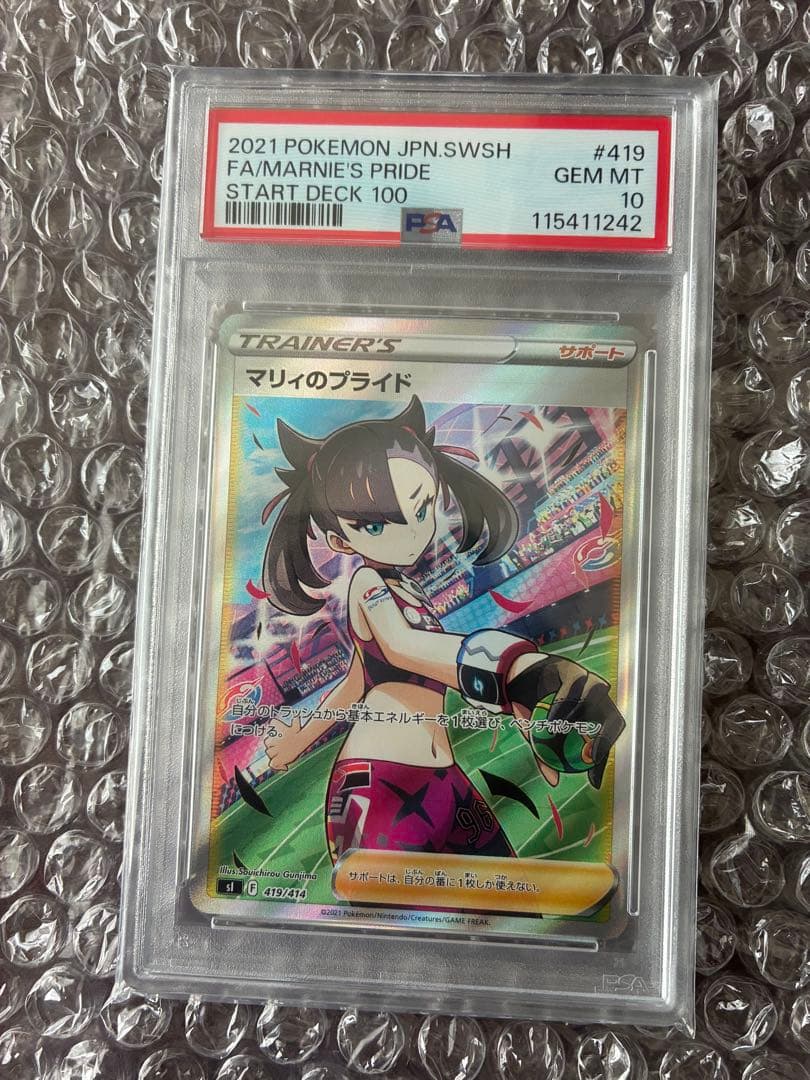 2021 POKEMON JPN.SWSH #419
FA/MARNIE'S PRIDE GEM MT
START DECK 100 10
PSA 115411242
TRAINER'S サポート
マリィのプライド
自分のトラッシュから基本エネルギーを1枚選び、ベンチポケモン
につける。
96
サポートは、自分の番に1枚しか使えない。
Illus.Souichirou Gunjima
sI F 419/414
©2021 Pokémon/Nintendo/Creatures/GAME FREAK.
PSA